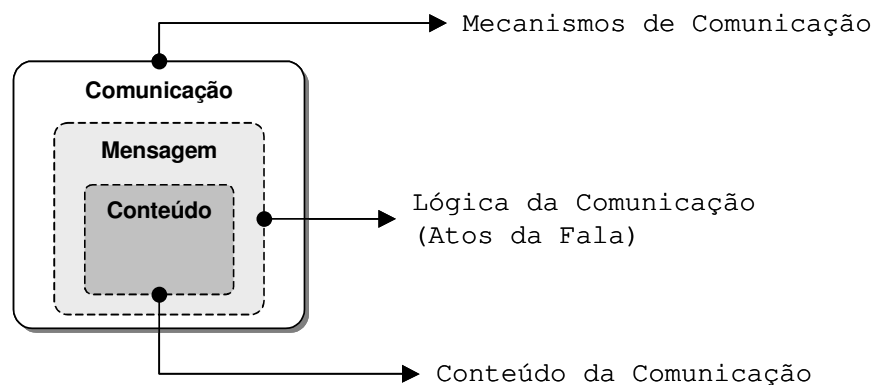 Mecanismos de Comunicação
Comunicação
Mensagem
Conteúdo
Lógica da Comunicação
(Atos da Fala)
Conteúdo da Comunicação